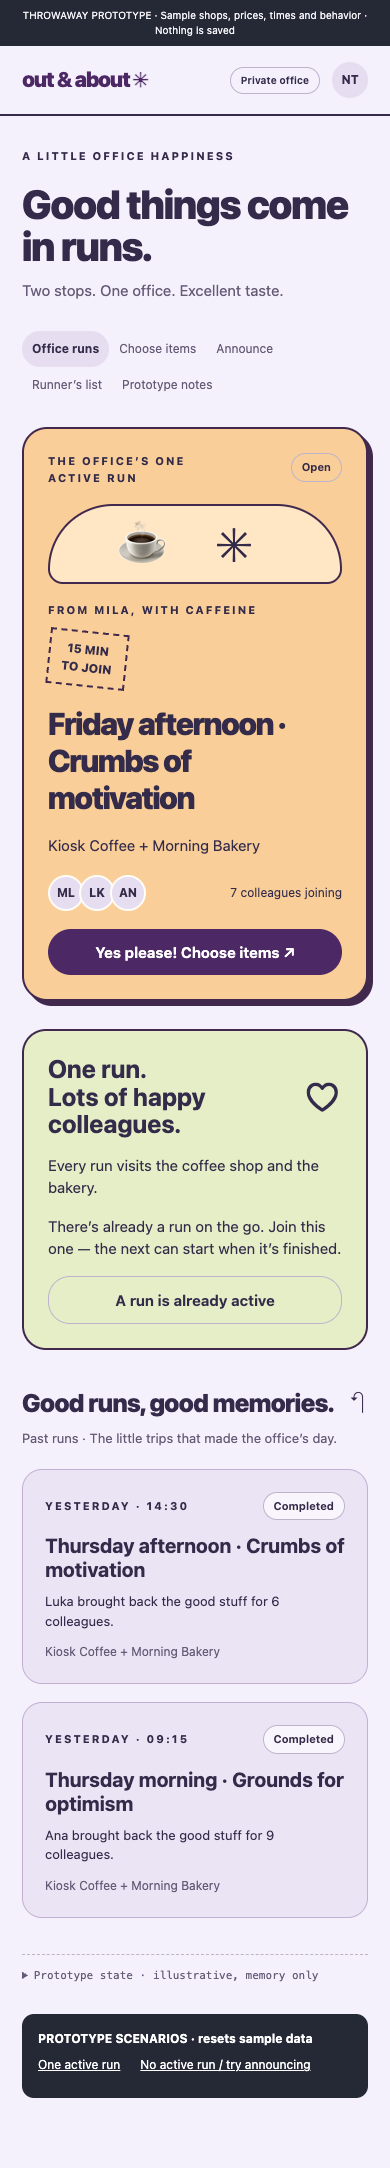 THROWAWAY PROTOTYPE · Sample shops, prices, times and behavior ·
Nothing is saved
out & about✳
Private office
NT
A LITTLE OFFICE HAPPINESS
Good things come
in runs.
Two stops. One office. Excellent taste.
Office runs
Choose items
Announce
Runner's list
Prototype notes
THE OFFICE'S ONE
ACTIVE RUN
Open
FROM MILA, WITH CAFFEINE
15 MIN
TO JOIN
Friday afternoon ·
Crumbs of
motivation
Kiosk Coffee + Morning Bakery
ML
LK
AN
7 colleagues joining
Yes please! Choose items ↗
One run.
Lots of happy
colleagues.
Every run visits the coffee shop and the
bakery.
There's already a run on the go. Join this
one — the next can start when it's finished.
A run is already active
Good runs, good memories.
Past runs · The little trips that made the office's day.
YESTERDAY · 14:30
Completed
Thursday afternoon · Crumbs of
motivation
Luka brought back the good stuff for 6
colleagues.
Kiosk Coffee + Morning Bakery
YESTERDAY · 09:15
Completed
Thursday morning · Grounds for
optimism
Ana brought back the good stuff for 9
colleagues.
Kiosk Coffee + Morning Bakery
▶ Prototype state · illustrative, memory only
PROTOTYPE SCENARIOS · resets sample data
One active run
No active run / try announcing